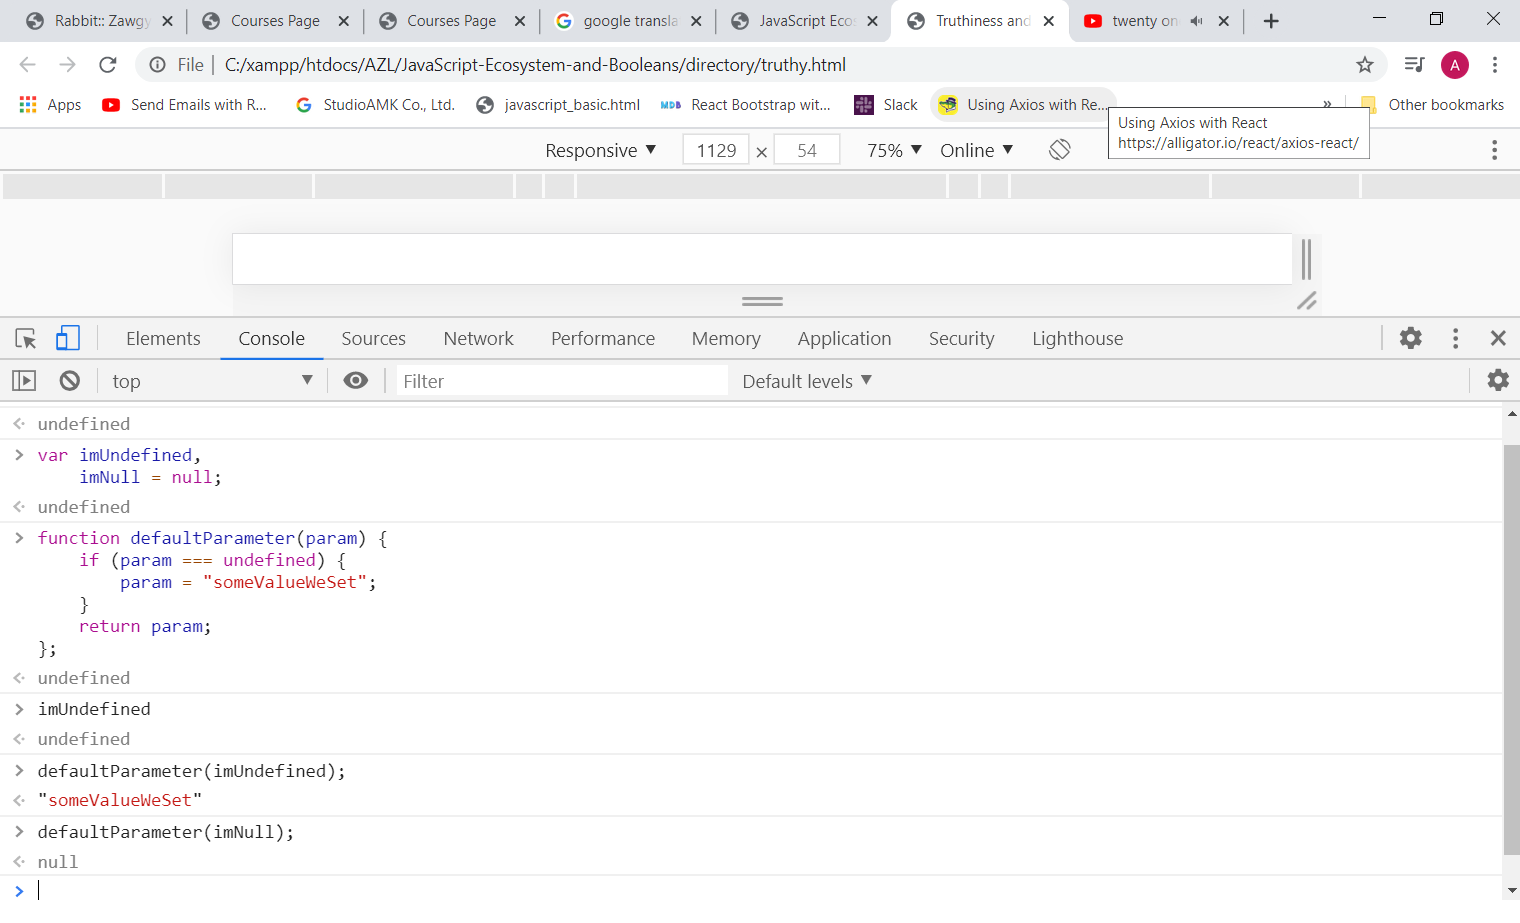 Rabbit:: Zawgy
Courses Page
Courses Page
google transla
JavaScript Ecos
Truthiness and
twenty on
File
C:/xampp/htdocs/AZL/JavaScript-Ecosystem-and-Booleans/directory/truthy.html
A
Apps
Send Emails with R...
StudioAMK Co., Ltd.
javascript_basic.html
MDB
React Bootstrap wit...
Slack
Using Axios with Re...
»
Other bookmarks
Using Axios with React
https://alligator.io/react/axios-react/
Responsive ▼
1129 × 54
75% ▼
Online ▼
Elements
Console
Sources
Network
Performance
Memory
Application
Security
Lighthouse
top
Filter
Default levels ▼
undefined
var imUndefined,
imNull = null;
undefined
function defaultParameter(param) {
if (param === undefined) {
param = "someValueWeSet";
}
return param;
};
undefined
imUndefined
undefined
defaultParameter(imUndefined);
"someValueWeSet"
defaultParameter(imNull);
null